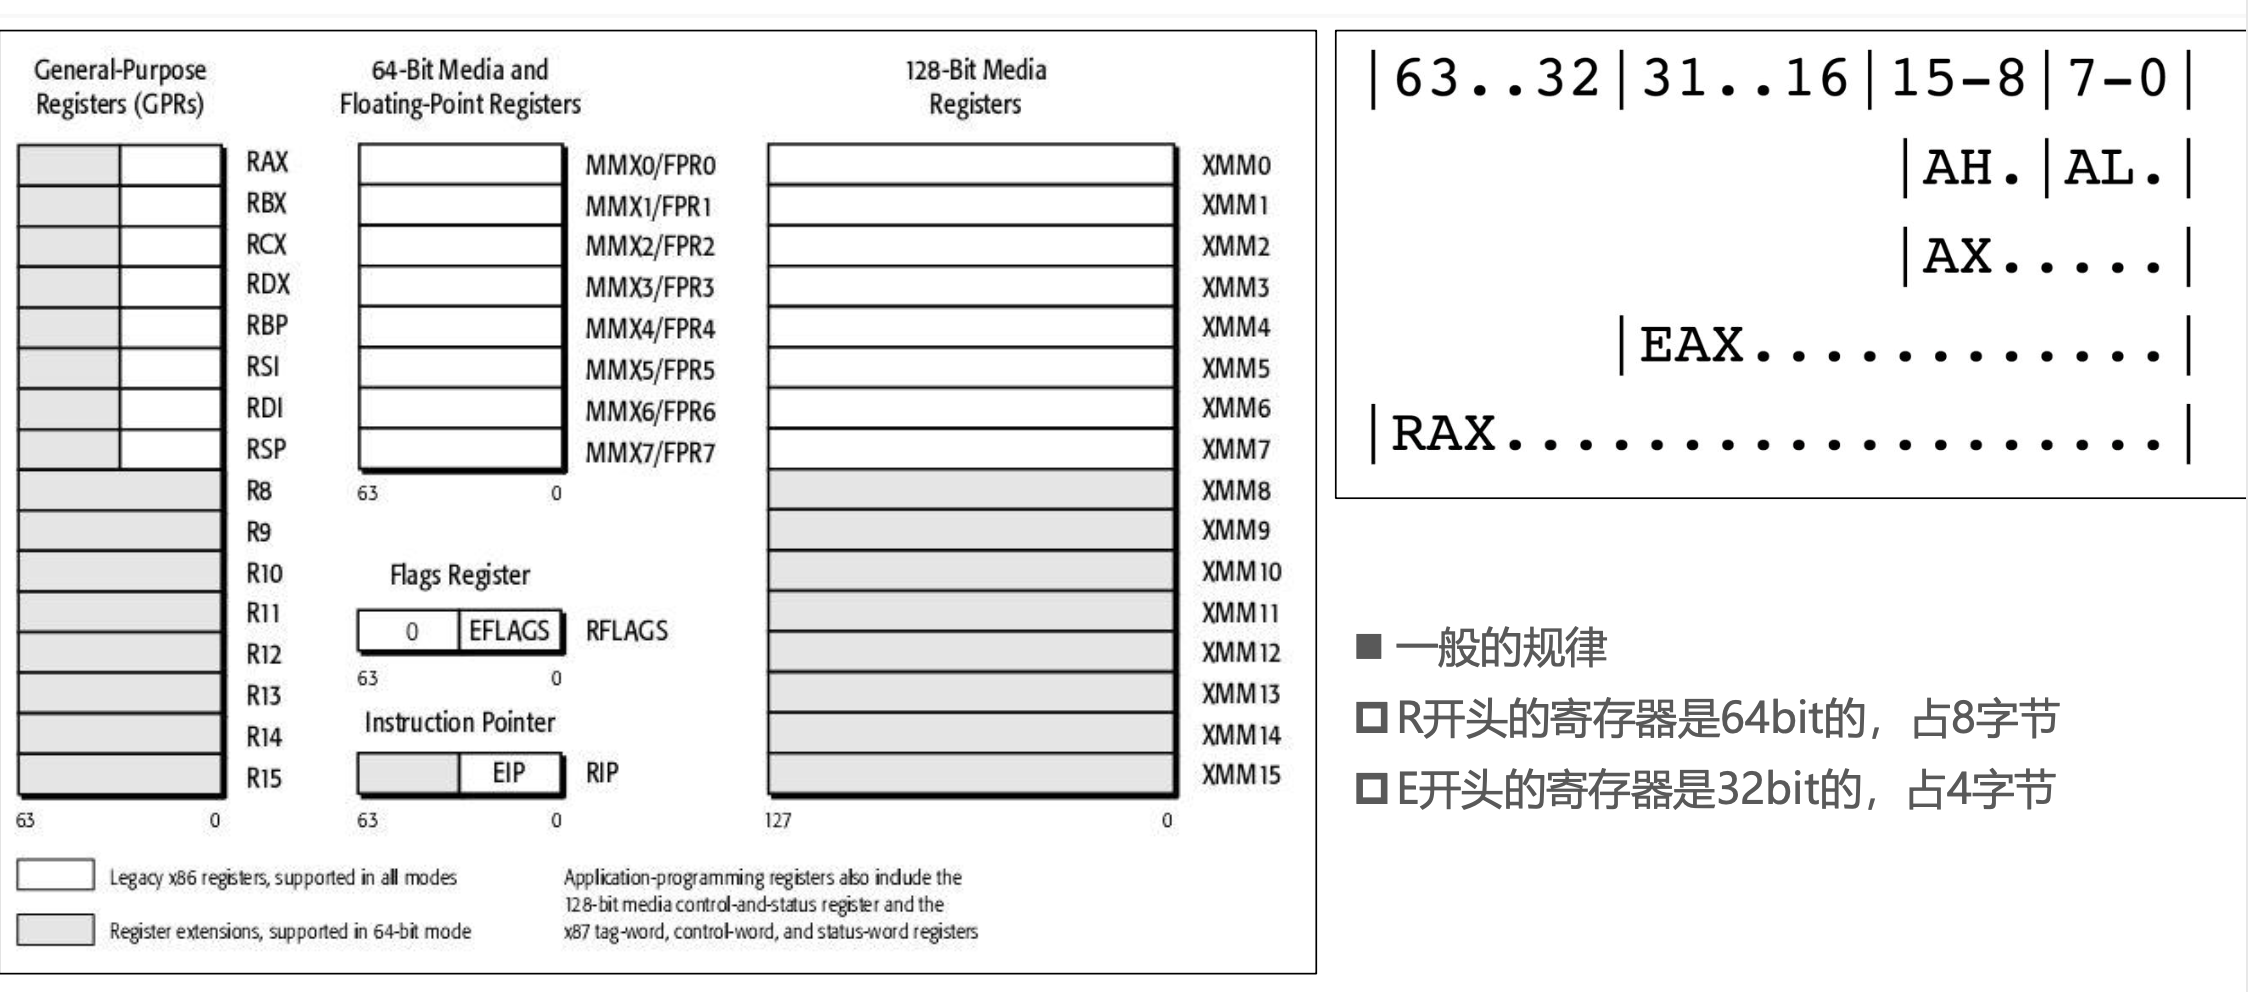 General-Purpose
Registers (GPRs)
RAX
RBX
RCX
RDX
RBP
RSI
RDI
RSP
R8
R9
R10
R11
R12
R13
R14
R15
63 0
64-Bit Media and
Floating-Point Registers
MMX0/FPR0
MMX1/FPR1
MMX2/FPR2
MMX3/FPR3
MMX4/FPR4
MMX5/FPR5
MMX6/FPR6
MMX7/FPR7
63 0
Flags Register
0 EFLAGS RFLAGS
63 0
Instruction Pointer
EIP RIP
63 0
128-Bit Media
Registers
XMM0
XMM1
XMM2
XMM3
XMM4
XMM5
XMM6
XMM7
XMM8
XMM9
XMM10
XMM11
XMM12
XMM13
XMM14
XMM15
127 0
Legacy x86 registers, supported in all modes
Register extensions, supported in 64-bit mode
Application-programming registers also include the
128-bit media control-and-status register and the
x87 tag-word, control-word, and status-word registers
|63..32|31..16|15-8|7-0|
|AH.|AL.|
|AX.....|
|EAX............|
|RAX...................|
■ 一般的规律
R开头的寄存器是64bit的，占8字节
E开头的寄存器是32bit的，占4字节